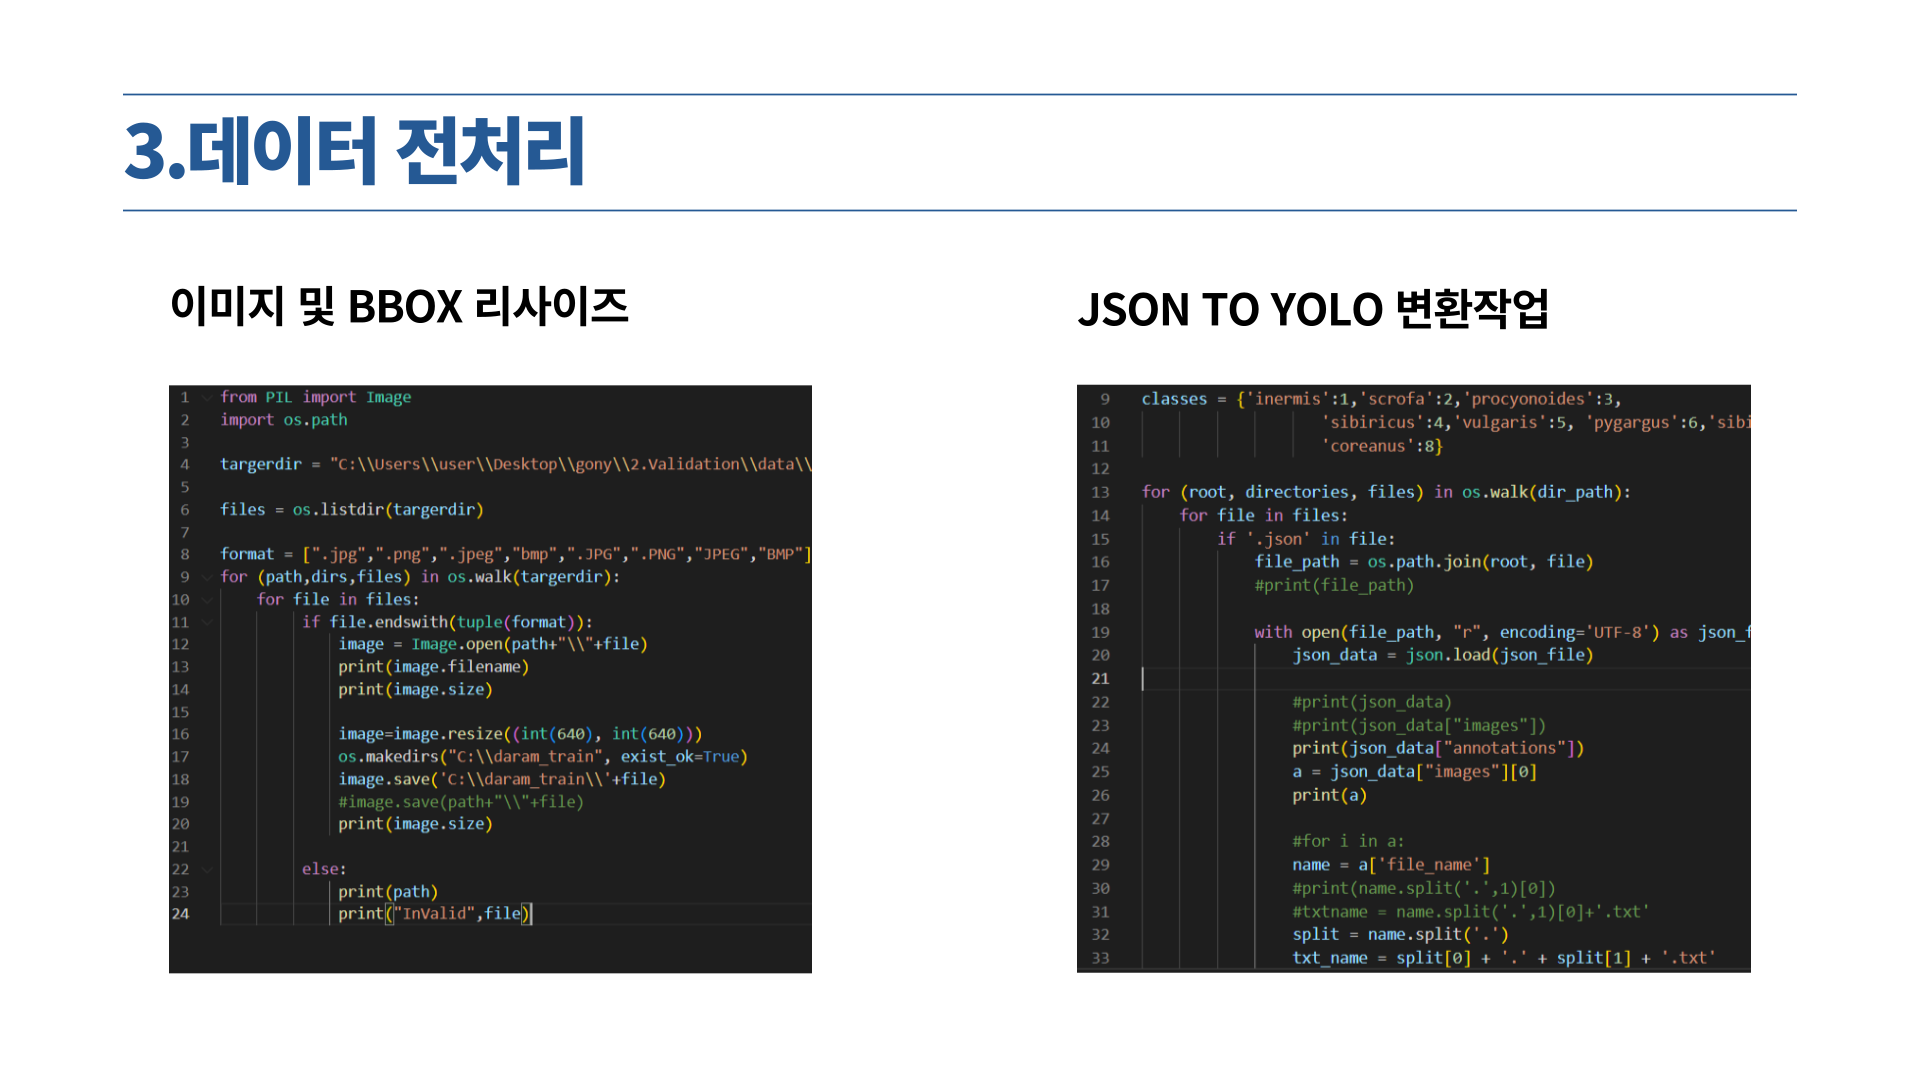 3.데이터 전처리
이미지 및 BBOX 리사이즈
1 from PIL import Image
2 import os.path
3
4 targerdir = "C:\\Users\\user\\Desktop\\gony\\2.Validation\\data\\
5
6 files = os.listdir(targerdir)
7
8 format = [".jpg",".png",".jpeg","bmp",".JPG",".PNG","JPEG","BMP"]
9 for (path,dirs,files) in os.walk(targerdir):
10 for file in files:
11 if file.endswith(tuple(format)):
12 image = Image.open(path+"\\"+file)
13 print(image.filename)
14 print(image.size)
15
16 image=image.resize((int(640), int(640)))
17 os.makedirs("C:\\daram_train", exist_ok=True)
18 image.save('C:\\daram_train\\'+file)
19 #image.save(path+"\\"+file)
20 print(image.size)
21
22 else:
23 print(path)
24 print("InValid",file)
JSON TO YOLO 변환작업
9 classes = {'inermis':1,'scrofa':2,'procyonoides':3,
10 'sibiricus':4,'vulgaris':5, 'pygargus':6,'sibi
11 'coreanus':8}
12
13 for (root, directories, files) in os.walk(dir_path):
14 for file in files:
15 if '.json' in file:
16 file_path = os.path.join(root, file)
17 #print(file_path)
18
19 with open(file_path, "r", encoding='UTF-8') as json_f
20 json_data = json.load(json_file)
21
22 #print(json_data)
23 #print(json_data["images"])
24 print(json_data["annotations"])
25 a = json_data["images"][0]
26 print(a)
27
28 #for i in a:
29 name = a['file_name']
30 #print(name.split('.',1)[0])
31 #txtname = name.split('.',1)[0]+'.txt'
32 split = name.split('.')
33 txt_name = split[0] + '.' + split[1] + '.txt'